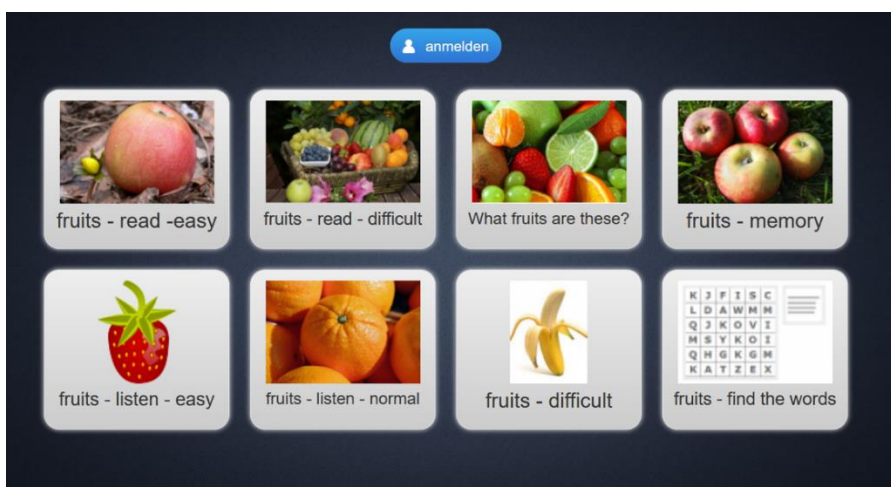 anmelden
fruits - read -easy
fruits - read - difficult
What fruits are these?
fruits - memory
fruits - listen - easy
fruits - listen - normal
fruits - difficult
fruits - find the words
K J F I S C
L D A W M M
Q J K O V I
M S Y K O I
Q H G K G M
K A T Z E X